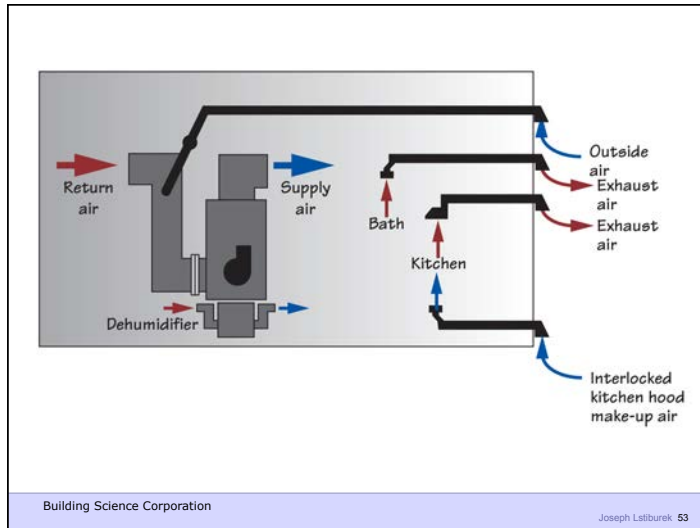 Outside
air
Exhaust
air
Exhaust
air
Return
air
Supply
air
Bath
Kitchen
Dehumidifier
Interlocked
kitchen hood
make-up air
Building Science Corporation
Joseph Lstiburek 53